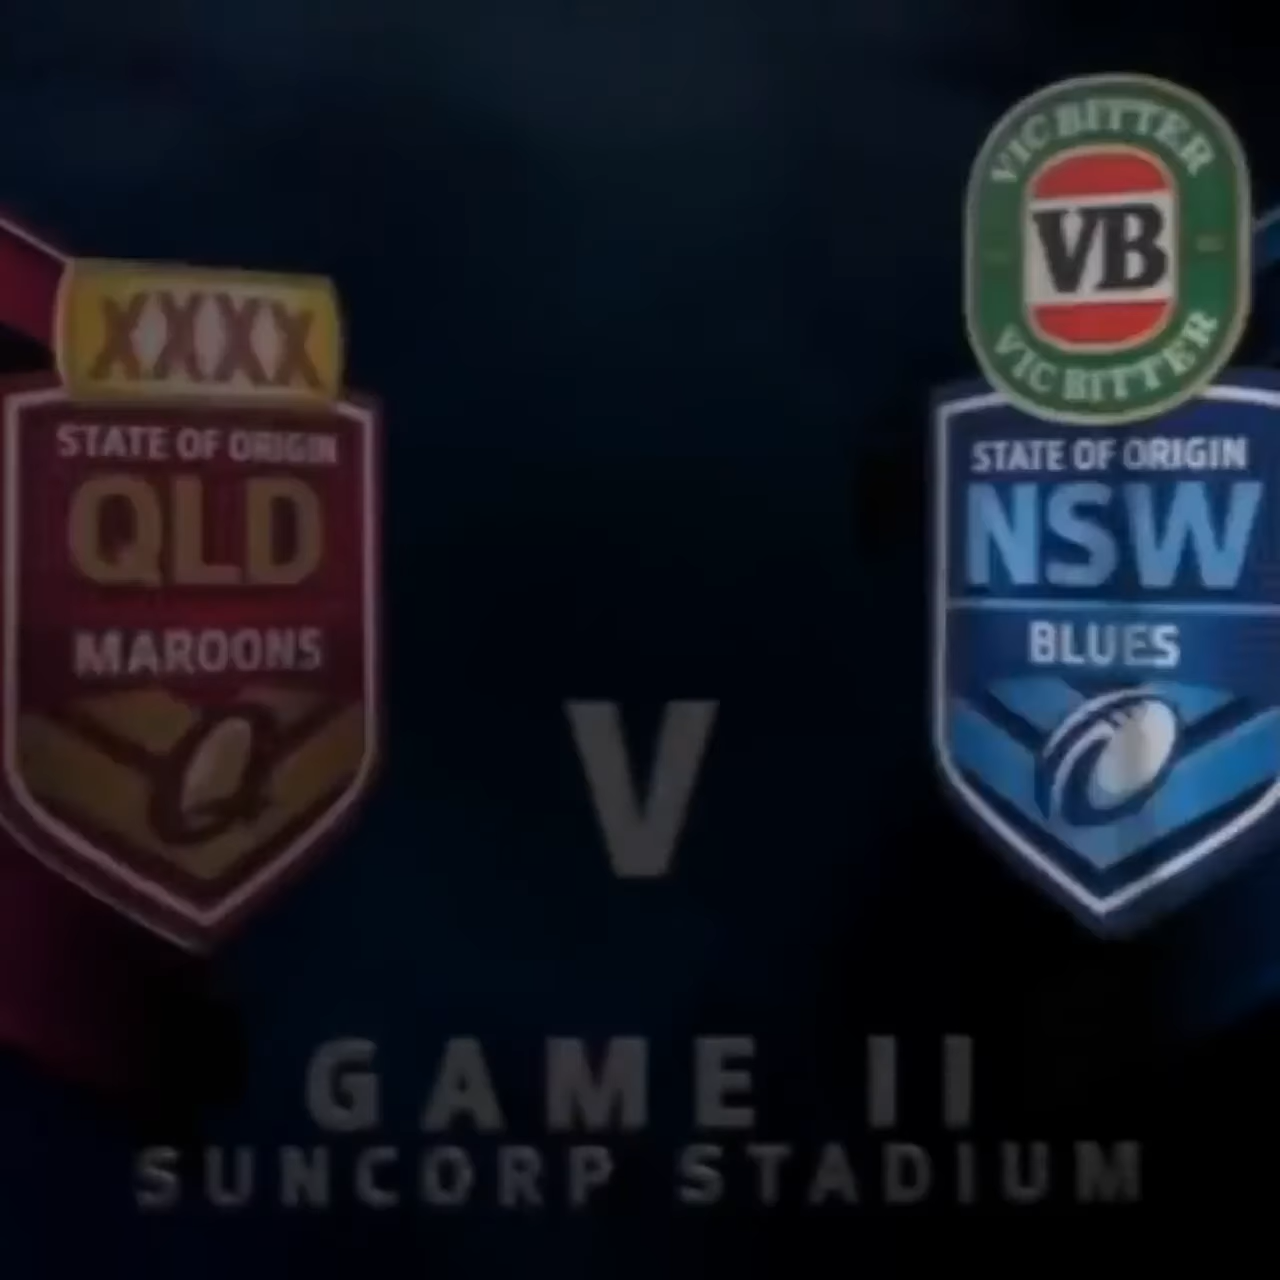 XXXX
STATE OF ORIGIN
QLD
MAROONS
VIC BITTER
VB
VIC BITTER
STATE OF ORIGIN
NSW
BLUES
V
GAME II
SUNCORP STADIUM